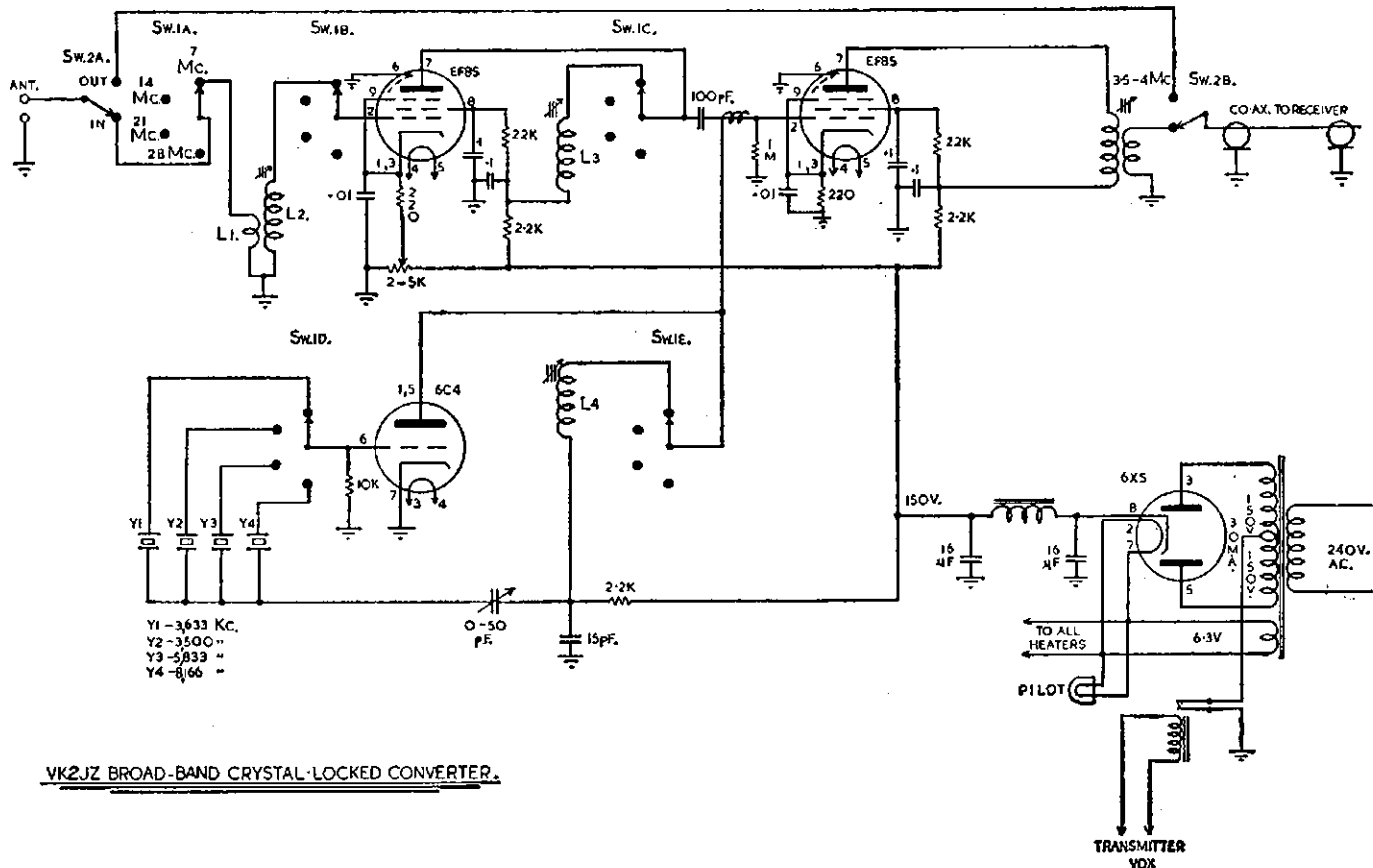 Sw.1A.
Sw.1B.
Sw.1C.
Sw.2A.
7
Mc.
14
Mc.
OUT
ANT.
IN
21
Mc.
28 Mc.
L1.
L2.
6
7
EF85
9
2
8
1,3
4
5
.01
220
.1
.1
22K
2.2K
2-5K
L3
100pF.
1M
6
7
EF85
9
2
8
1,3
4
5
.01
220
.1
.1
22K
2.2K
3.5-4 Mc.
Sw.2B.
CO-AX. TO RECEIVER
Sw.1D.
Sw.1E.
1,5
6C4
6
10K
7
3
4
L4
Y1
Y2
Y3
Y4
0-50
pF.
15pF.
2.2K
Y1 - 3,633 Kc.
Y2 - 3,500 "
Y3 - 5,833 "
Y4 - 8,166 "
150V.
16
µF
16
µF
6X5
3
8
2
7
5
30MA.
150V
150V.
240V.
A.C.
TO ALL
HEATERS
6.3V
PILOT
TRANSMITTER
VOX
VK2JZ BROAD-BAND CRYSTAL-LOCKED CONVERTER.